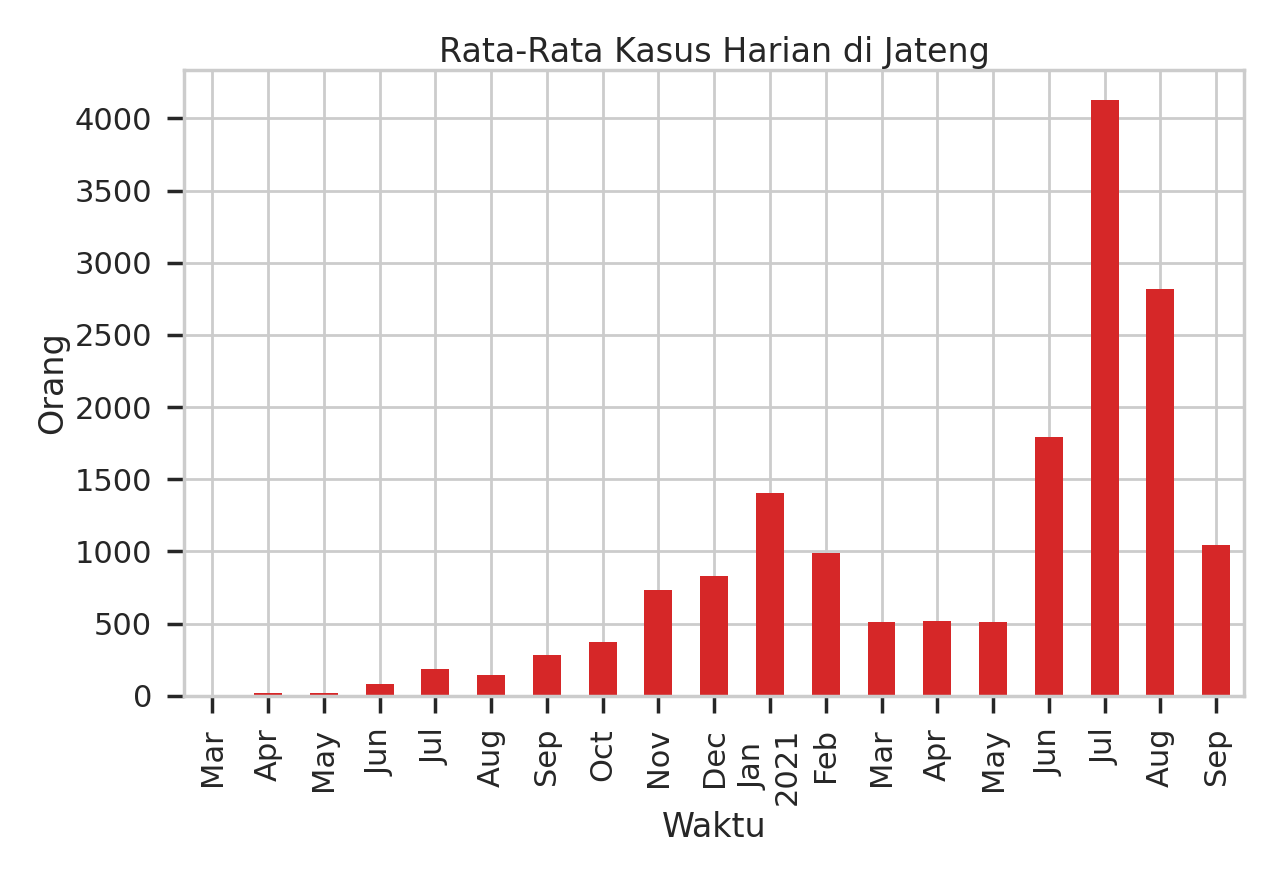 Rata-Rata Kasus Harian di Jateng
Orang
4000
3500
3000
2500
2000
1500
1000
500
0
Mar
Apr
May
Jun
Jul
Aug
Sep
Oct
Nov
Dec
Jan
2021
Feb
Mar
Apr
May
Jun
Jul
Aug
Sep
Waktu